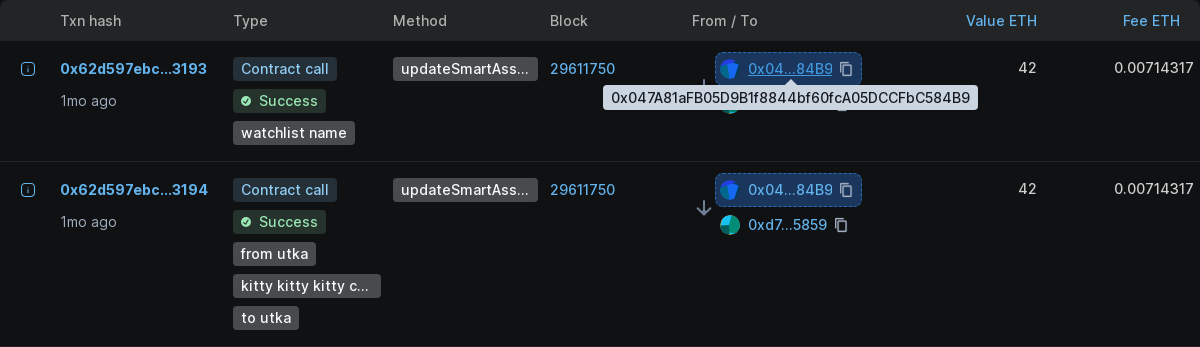 Txn hash Type Method Block From / To Value ETH Fee ETH
0x62d597ebc...3193 Contract call updateSmartAss... 29611750 0x04...84B9 42 0.00714317
1mo ago Success 0x047A81aFB05D9B1f8844bf60fcA05DCCFbC584B9
watchlist name
0x62d597ebc...3194 Contract call updateSmartAss... 29611750 0x04...84B9 42 0.00714317
1mo ago Success 0xd7...5859
from utka
kitty kitty kitty c...
to utka